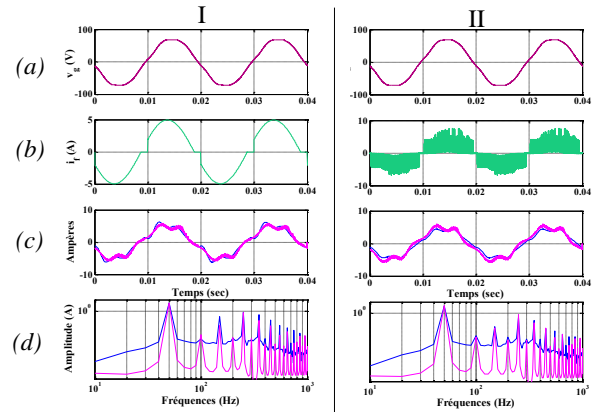 I
II
(a)
v_g (V)
100
0
-100
0 0.01 0.02 0.03 0.04
100
0
-100
0 0.01 0.02 0.03 0.04
(b)
i_f (A)
5
0
-5
0 0.01 0.02 0.03 0.04
10
0
-10
0 0.01 0.02 0.03 0.04
(c)
Ampères
10
0
-10
0 0.01 0.02 0.03 0.04
Temps (sec)
10
0
-10
0 0.01 0.02 0.03 0.04
Temps (sec)
(d)
Amplitude (A)
10^0
10^1 10^2 10^3
Fréquences (Hz)
10^0
10^1 10^2 10^3
Fréquences (Hz)